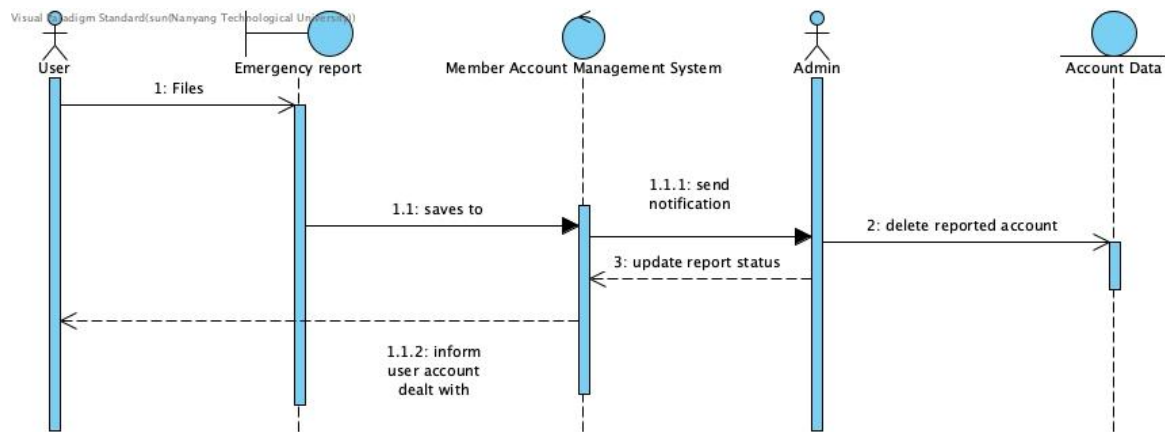 Visual Paradigm Standard(sun(Nanyang Technological University))
User
Emergency report
Member Account Management System
Admin
Account Data
1: Files
1.1: saves to
1.1.1: send
notification
2: delete reported account
3: update report status
1.1.2: inform
user account
dealt with